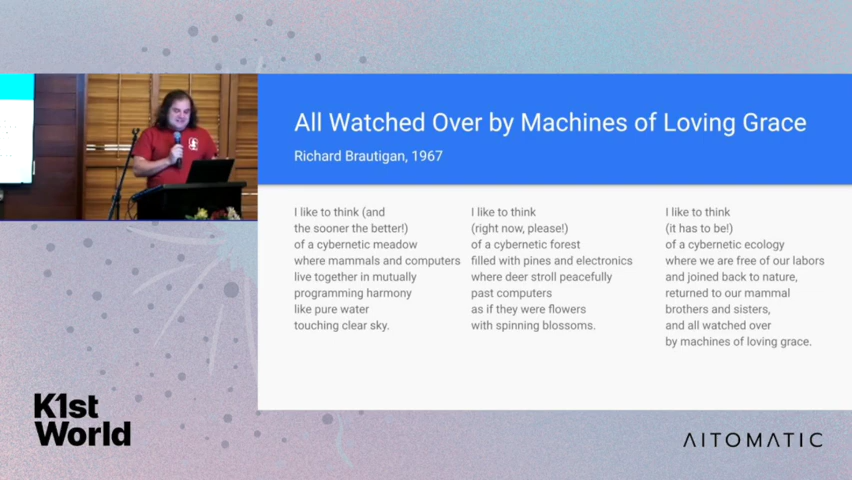 All Watched Over by Machines of Loving Grace
Richard Brautigan, 1967
I like to think (and
the sooner the better!)
of a cybernetic meadow
where mammals and computers
live together in mutually
programming harmony
like pure water
touching clear sky.
I like to think
(right now, please!)
of a cybernetic forest
filled with pines and electronics
where deer stroll peacefully
past computers
as if they were flowers
with spinning blossoms.
I like to think
(it has to be!)
of a cybernetic ecology
where we are free of our labors
and joined back to nature,
returned to our mammal
brothers and sisters,
and all watched over
by machines of loving grace.
K1st
World
AITOMATIC